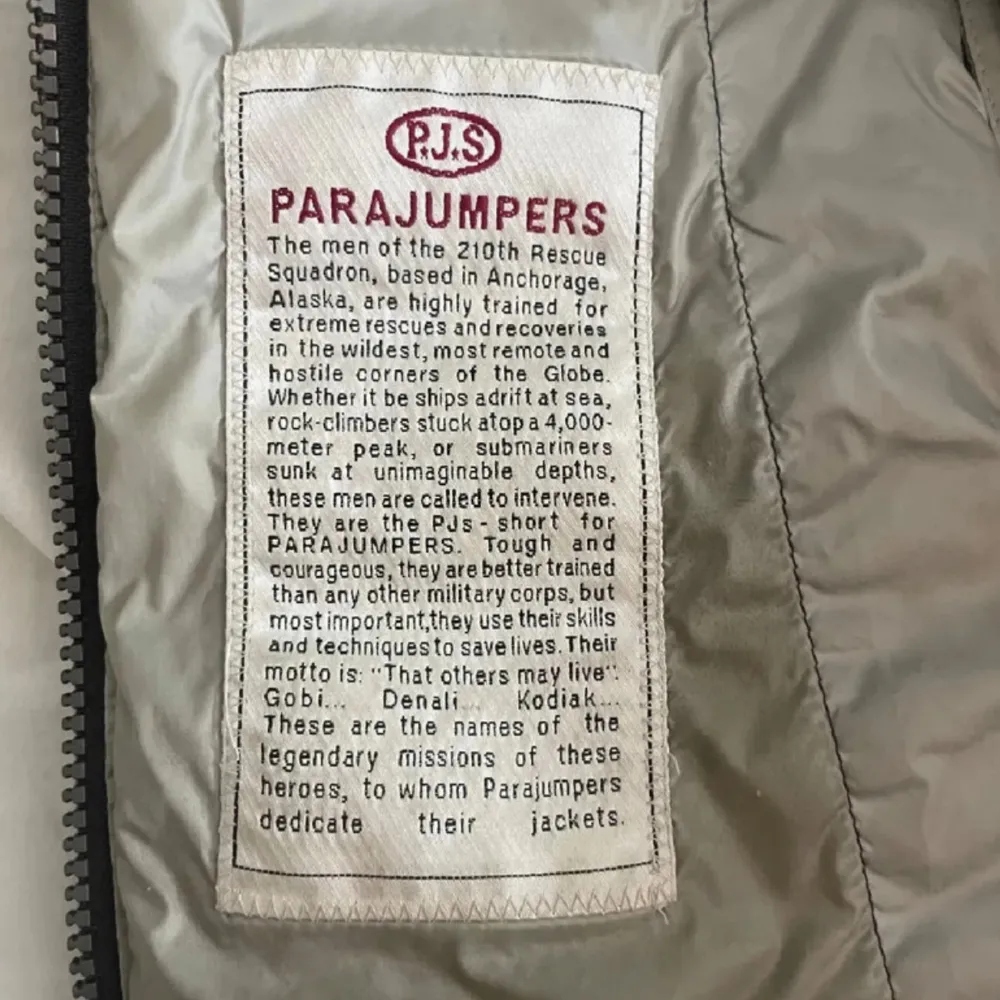 P.J.S
PARAJUMPERS
The men of the 210th Rescue
Squadron, based in Anchorage,
Alaska, are highly trained for
extreme rescues and recoveries
in the wildest, most remote and
hostile corners of the Globe.
Whether it be ships adrift at sea,
rock-climbers stuck atop a 4,000-
meter peak, or submariners
sunk at unimaginable depths,
these men are called to intervene.
They are the PJs - short for
PARAJUMPERS. Tough and
courageous, they are better trained
than any other military corps, but
most important,they use their skills
and techniques to save lives. Their
motto is: "That others may live".
Gobi... Denali... Kodiak...
These are the names of the
legendary missions of these
heroes, to whom Parajumpers
dedicate their jackets.